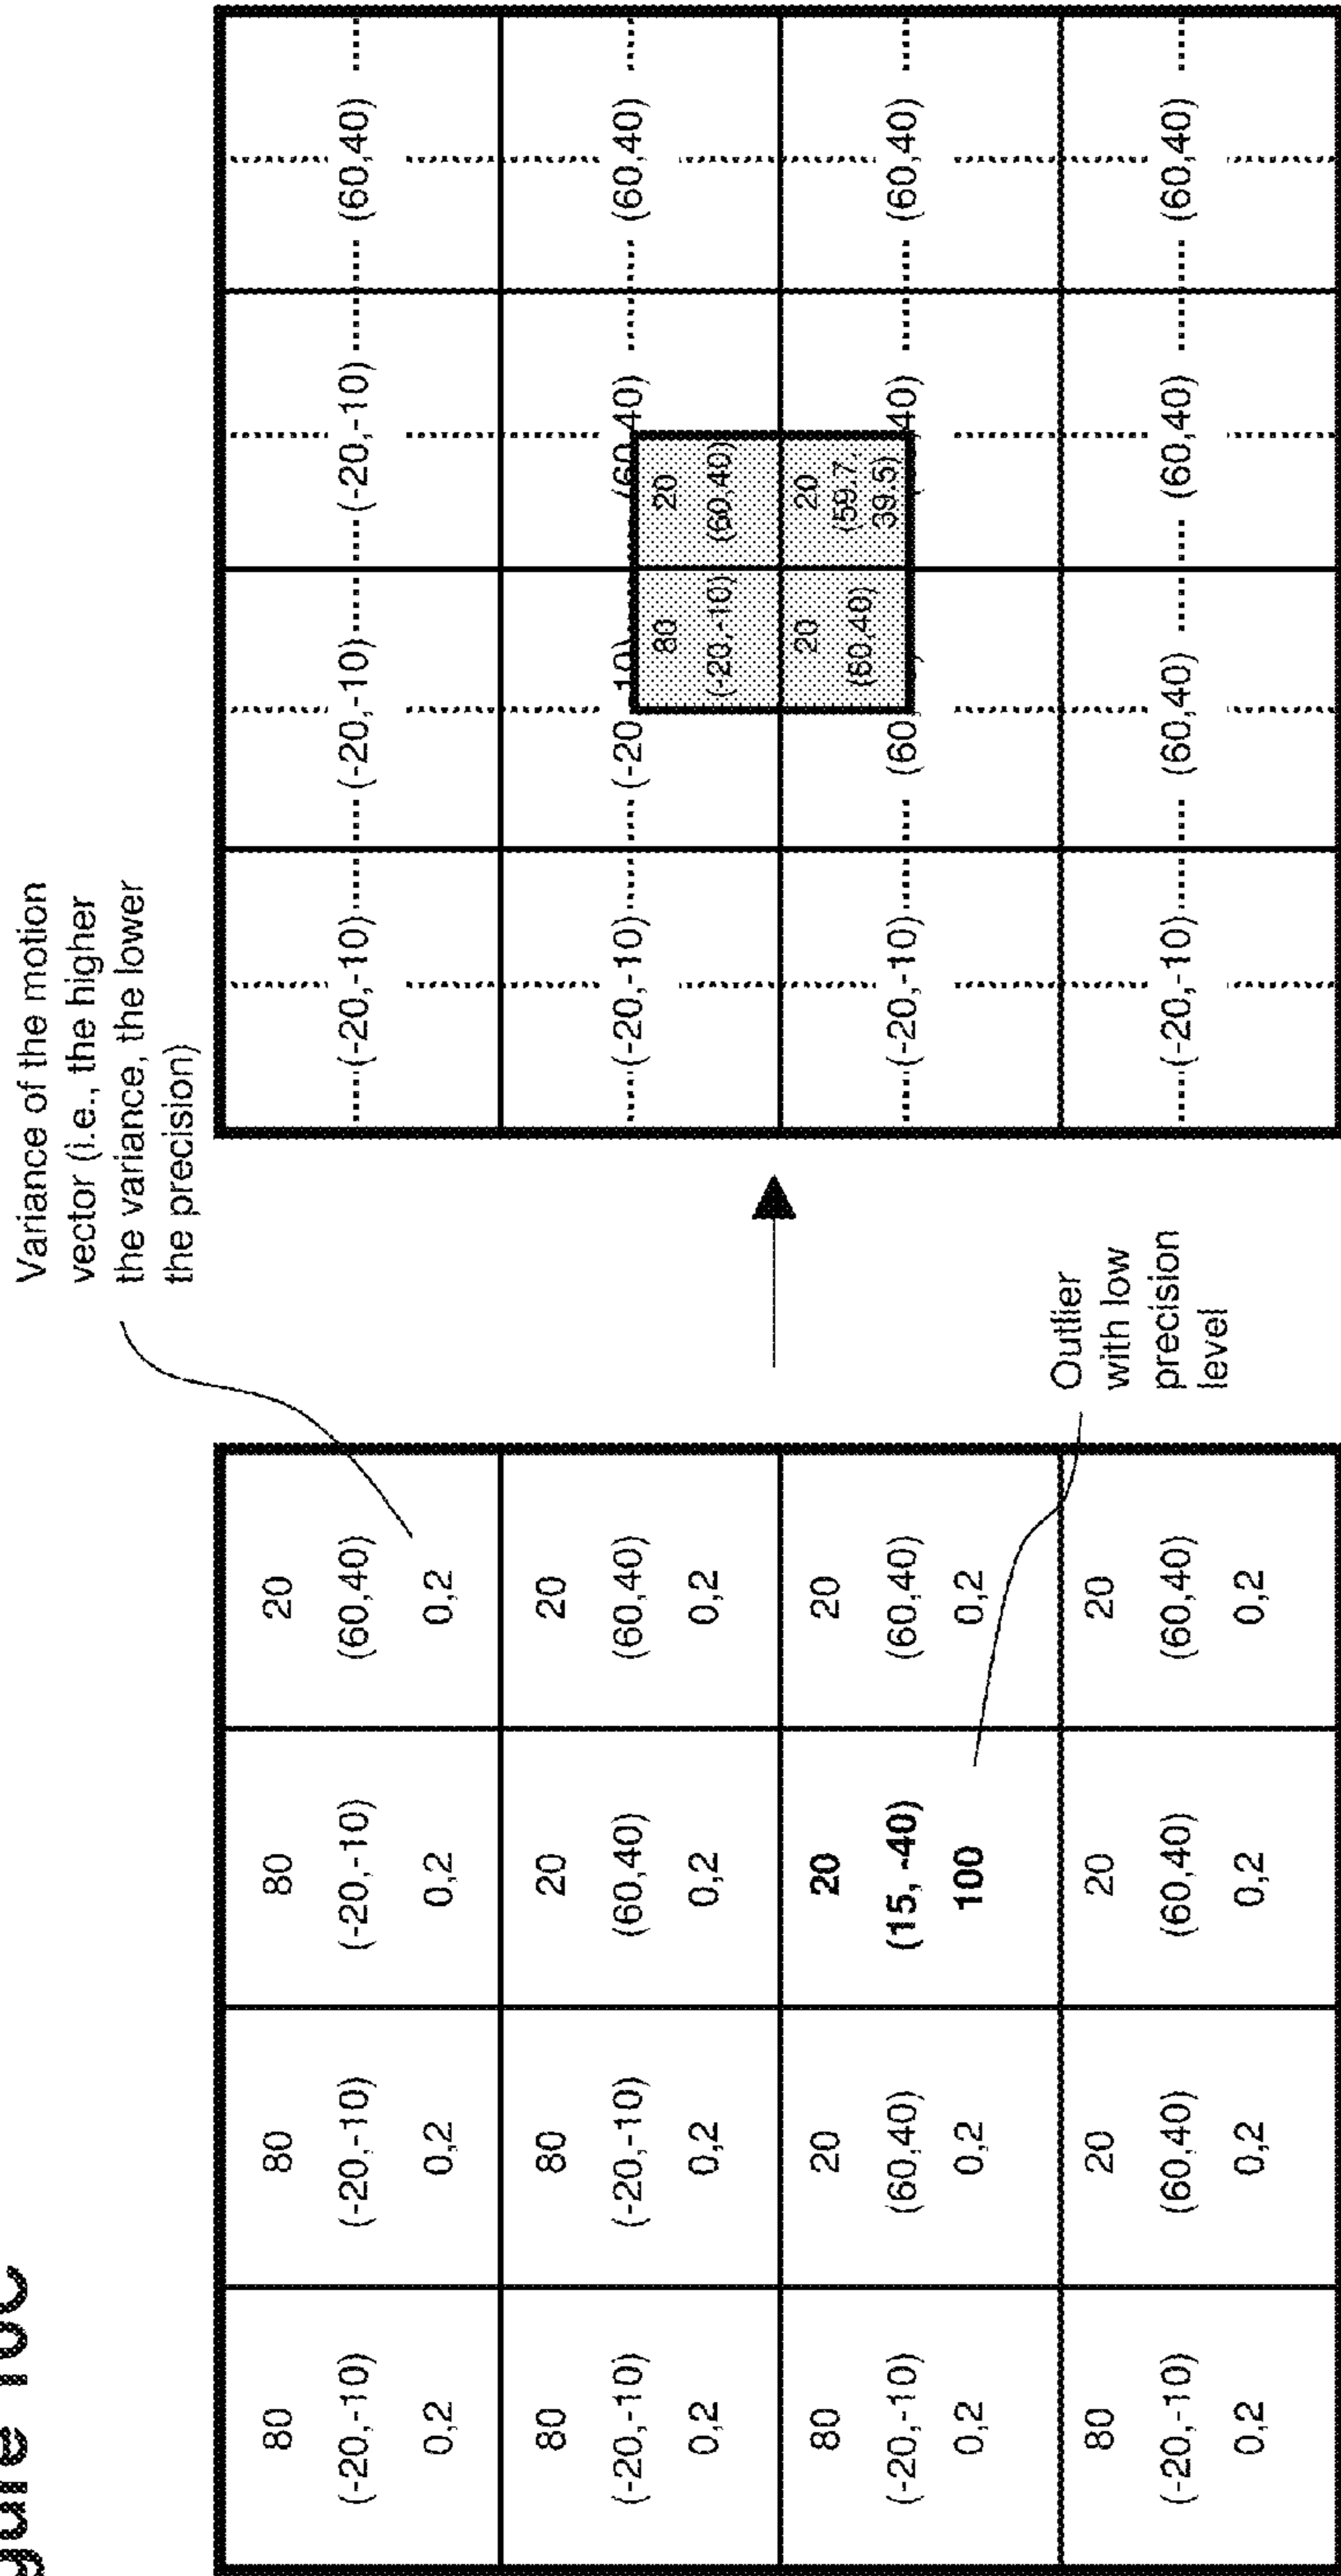 Variance of the motion
vector (i.e., the higher
the variance, the lower
the precision)
80 80 80 20
(-20,-10) (-20,-10) (-20,-10) (60,40)
0,2 0,2 0,2 0,2
80 80 20 20
(-20,-10) (-20,-10) (60,40) (60,40)
0,2 0,2 0,2 0,2
80 20 20 20
(-20,-10) (60,40) (15, -40) (60,40)
0,2 0,2 100 0,2
80 20 20 20
(-20,-10) (60,40) (60,40) (60,40)
0,2 0,2 0,2 0,2
Outlier
with low
precision
level
(-20,-10) (-20,-10) (-20,-10) (60,40)
(-20,-10) (-20,-10) (60,40) (60,40)
80 20
(-20,-10) (60,40)
20 20
(60,40) (59.7,
39.5)
(-20,-10) (60, 40) (60,40)
(-20,-10) (60,40) (60,40) (60,40)